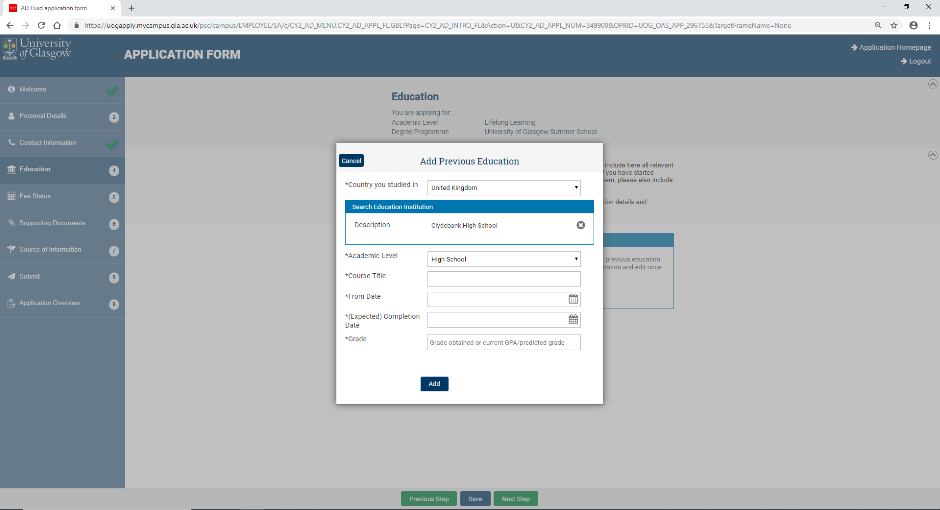 AD Fluid application form
https://uogapply.mycampus.gla.ac.uk/psc/campus/EMPLOYEE/SA/c/CY2_AD_MENU.CY2_AD_APPL_FL.GBL?Page=CY2_AD_INTRO_FL&Action=U&CY2_AD_APPL_NUM=349900&OPRID=UOG_OAS_APP_296155&TargetFrameName=None
University of Glasgow
APPLICATION FORM
Application Homepage
Logout
Welcome
Personal Details 2
Contact Information
Education 4
Fee Status 5
Supporting Documents 6
Source of Information 7
Submit 8
Application Overview 9
Education
You are applying for:
Academic Level Lifelong Learning
Degree Programme University of Glasgow Summer School
include here all relevant
you have started
please also include
details and
previous education
and edit once
Cancel Add Previous Education
*Country you studied in United Kingdom
Search Education Institution
Description Clydebank High School
*Academic Level High School
*Course Title
*From Date
*(Expected) Completion
Date
*Grade Grade obtained or current GPA/predicted grade
Add
Previous Step Save Next Step